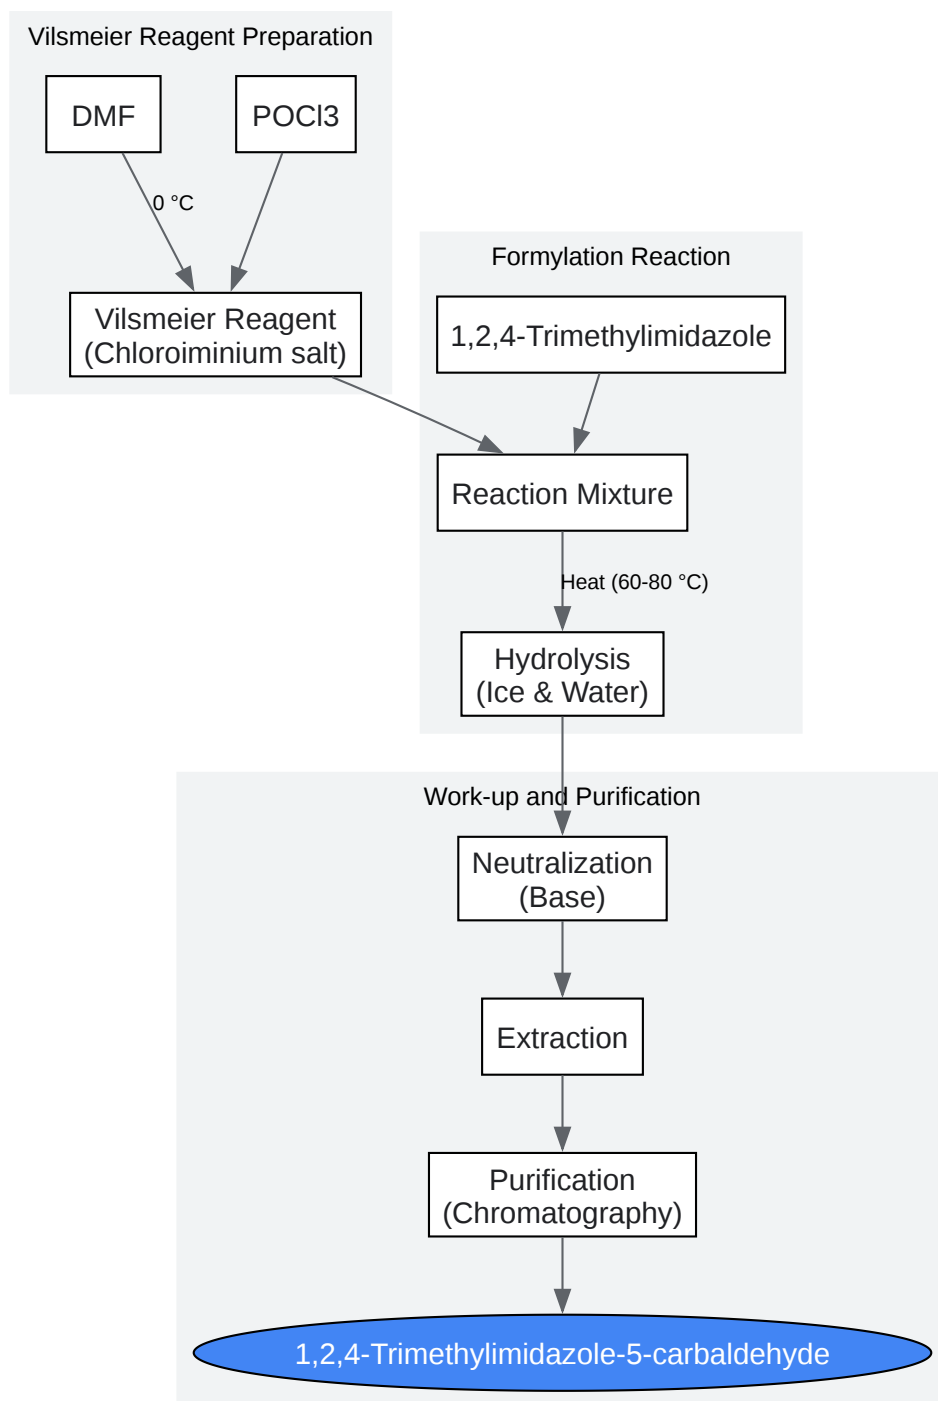 Vilsmeier Reagent Preparation
DMF
POCl3
0 °C
Vilsmeier Reagent
(Chloroiminium salt)
Formylation Reaction
1,2,4-Trimethylimidazole
Reaction Mixture
Heat (60-80 °C)
Hydrolysis
(Ice & Water)
Work-up and Purification
Neutralization
(Base)
Extraction
Purification
(Chromatography)
1,2,4-Trimethylimidazole-5-carbaldehyde